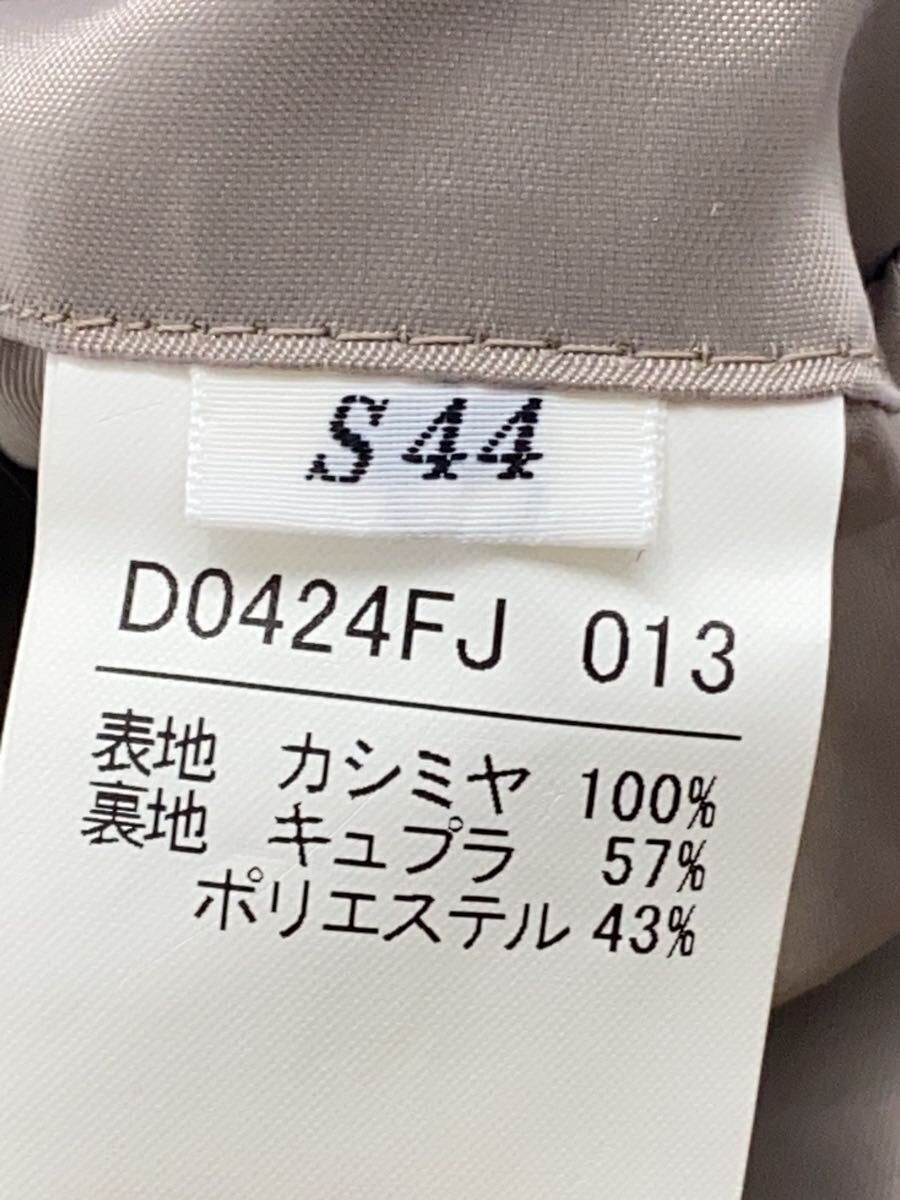 S 44
D0424FJ 013
表地 カシミヤ 100%
裏地 キュプラ 57%
ポリエステル 43%